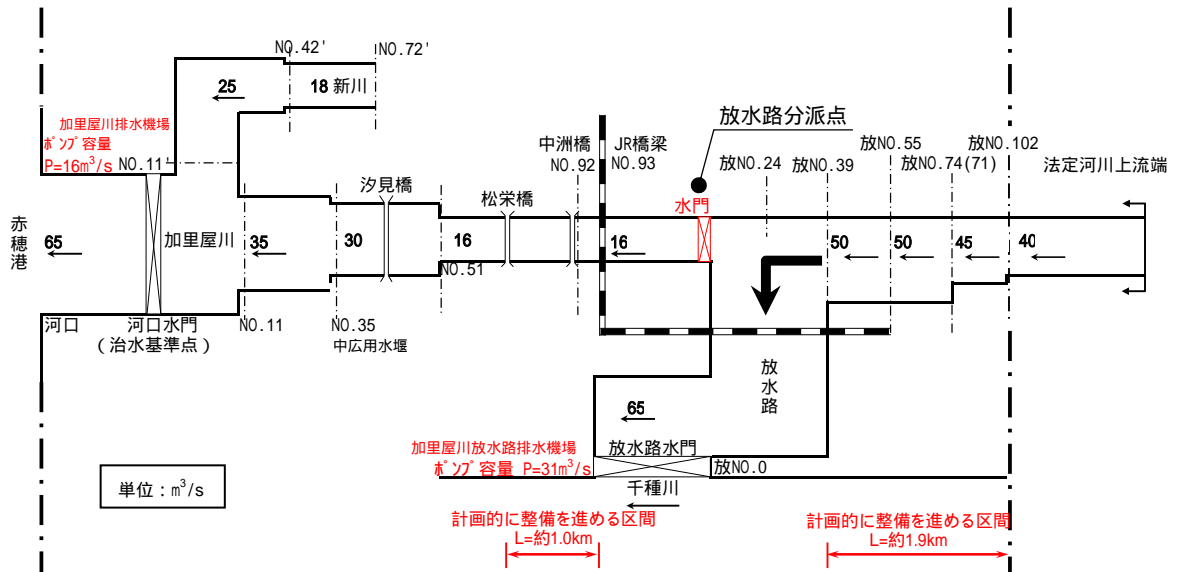 NO.42'
NO.72'
25
18 新川
加里屋川排水機場
ポンプ容量
P=16m³/s
NO.11'
赤穂港
65
加里屋川
35
30
汐見橋
16
松栄橋
中洲橋
NO.92
JR橋梁
NO.93
16
放水路分派点
水門
放NO.24
放NO.39
放NO.55
放NO.74(71)
放NO.102
法定河川上流端
50
50
45
40
NO.51
河口
河口水門
(治水基準点)
NO.11
NO.35
中広用水堰
放水路
65
加里屋川放水路排水機場
ポンプ容量 P=31m³/s
放水路水門
放NO.0
千種川
単位:m³/s
計画的に整備を進める区間
L=約1.0km
計画的に整備を進める区間
L=約1.9km